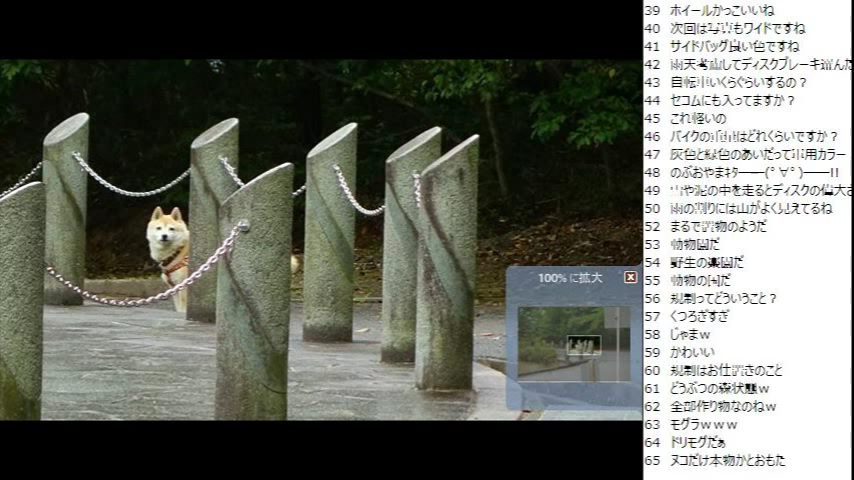 100% に拡大
39 ホイールかっこいいね
40 次回は写真もワイドですね
41 サイドバッグ良い色ですね
42 雨天考慮してディスクブレーキ選んだ
43 自転車いくらぐらいするの？
44 セコムにも入ってますか？
45 これ軽いの
46 バイクの はどれくらいですか？
47 灰色と緑色のあいだって専用カラー
48 のぶおやまｷﾀ━━(ﾟ∀ﾟ)━━!!
49 山や泥の中を走るとディスクの偉大さ
50 雨の割りには山がよく見えてるね
52 まるで動物のようだ
53 動物園だ
54 野生の楽園だ
55 動物の国だ
56 規制ってどういうこと？
57 くつろぎすぎ
58 じゃまｗ
59 かわいい
60 規制はお仕置きのこと
61 どうぶつの森状態ｗ
62 全部作り物なのねｗ
63 モグラｗｗｗ
64 ドリモグだぁ
65 ヌコだけ本物かとおもた